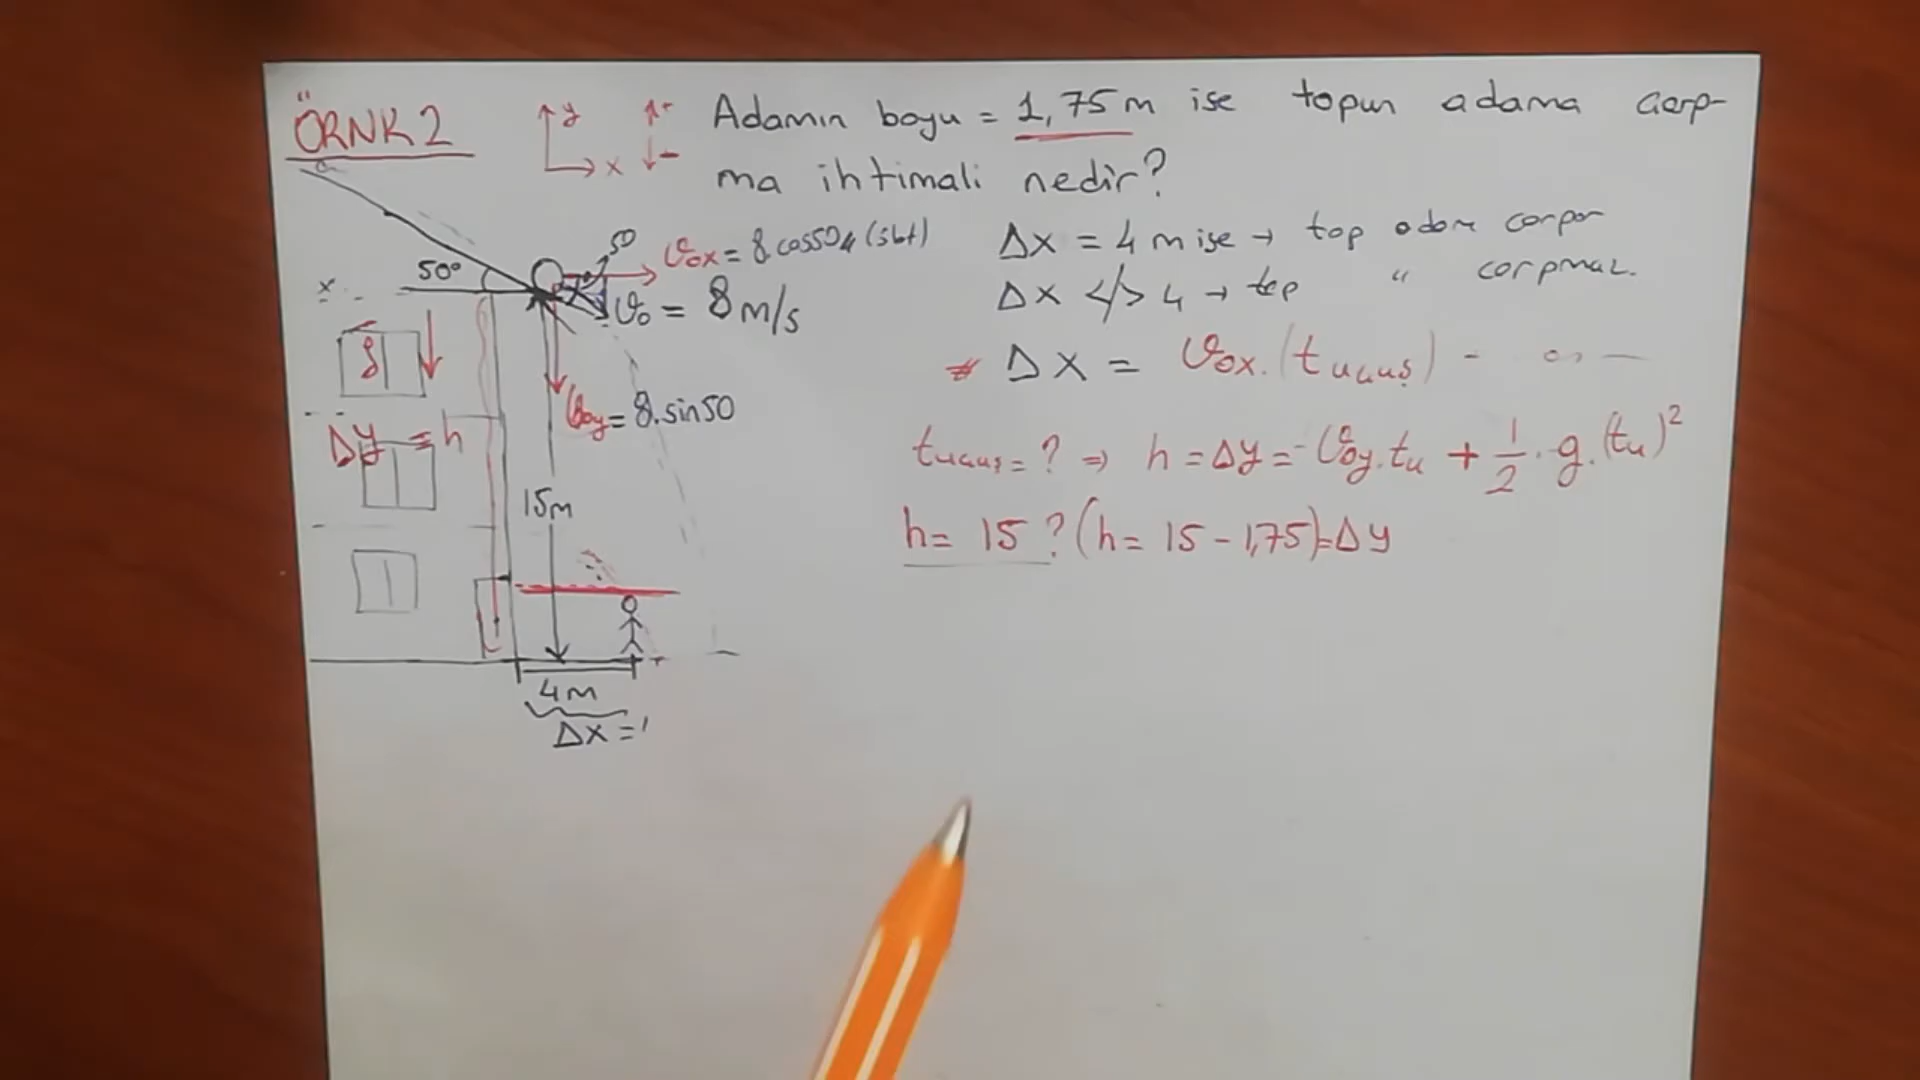 ÖRNK 2
y
x
+
-
Adamın boyu = 1,75 m ise topun adama çarp-
ma ihtimali nedir?
50°
50
Vox = 8.cos50 (sbt)
Vo = 8 m/s
Δx = 4 m ise → top adama çarpar
Δx </> 4 → top " çarpmaz.
g
Voy = 8.sin50
* Δx = Vox.(tuçuş)
Δy = h
tuçuş = ? ⇒ h = Δy = -Voy.tu + 1/2 . g.(tu)²
15m
h = 15 ? (h = 15 - 1,75) = Δy
4m
Δx =